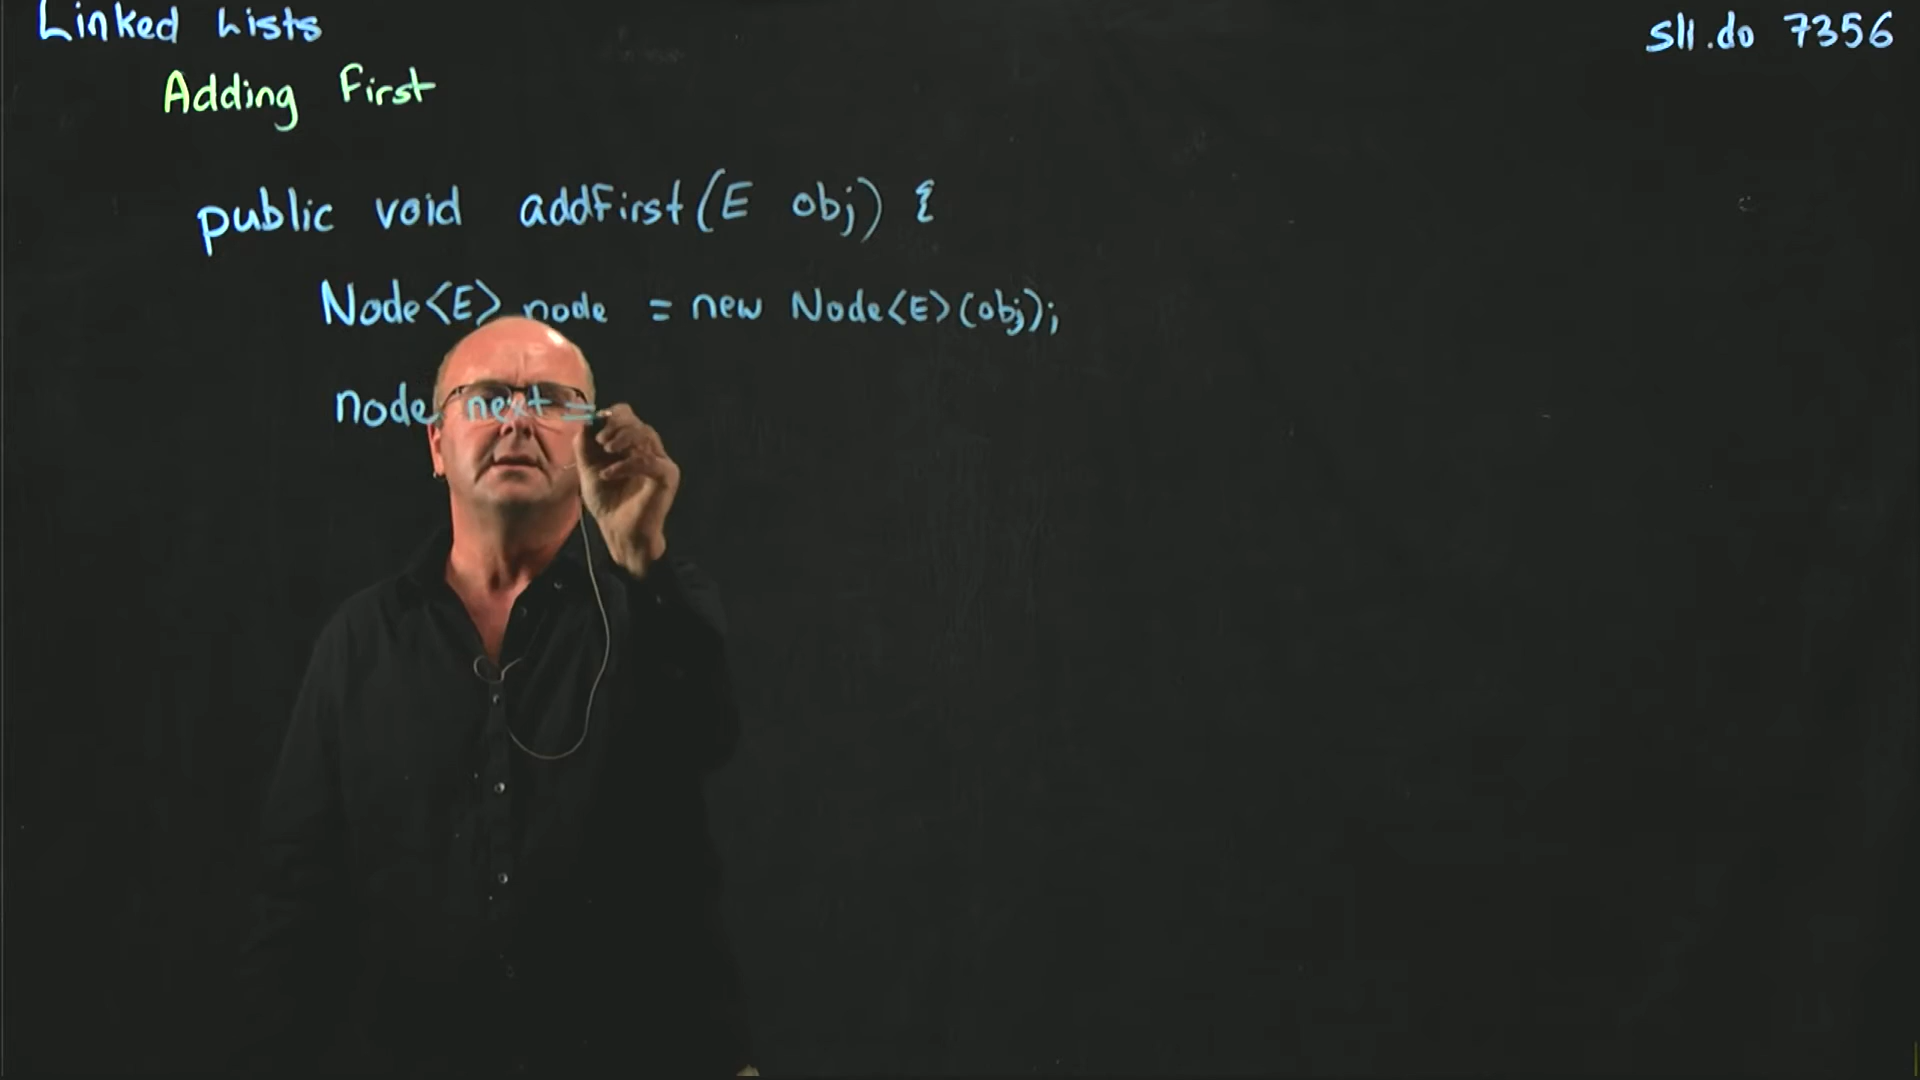 Linked Lists
sli.do 7356
Adding First
public void addFirst(E obj) {
Node<E> node = new Node<E>(obj);
node next =